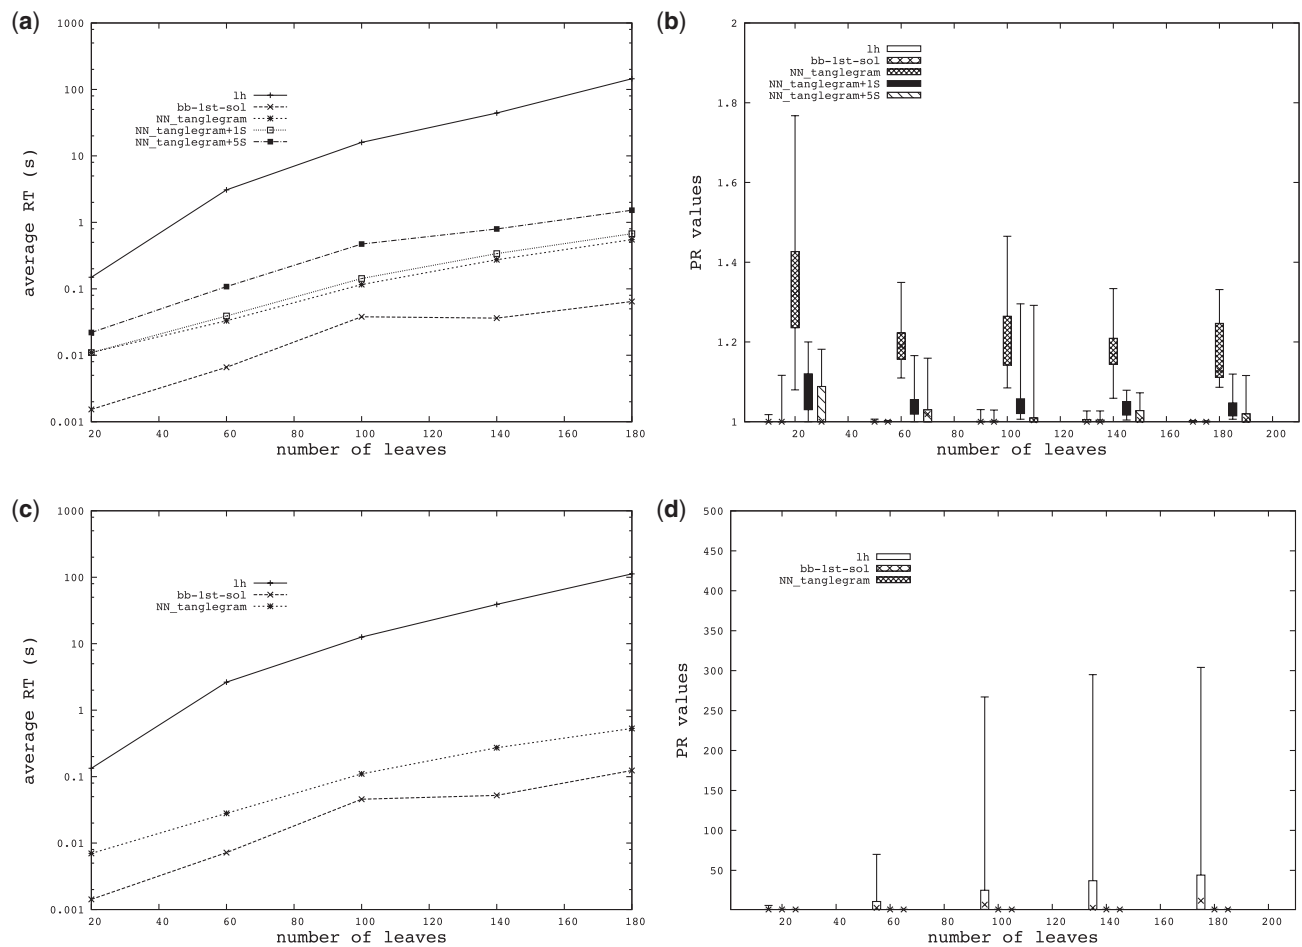 (a)
1000
100
10
1
0.1
0.01
0.001
average RT (s)
lh
bb-1st-sol
NN_tanglegram
NN_tanglegram+1S
NN_tanglegram+5S
20 40 60 80 100 120 140 160 180
number of leaves
(b)
2
1.8
1.6
1.4
1.2
1
PR values
lh
bb-1st-sol
NN_tanglegram
NN_tanglegram+1S
NN_tanglegram+5S
20 40 60 80 100 120 140 160 180 200
number of leaves
(c)
1000
100
10
1
0.1
0.01
0.001
average RT (s)
lh
bb-1st-sol
NN_tanglegram
20 40 60 80 100 120 140 160 180
number of leaves
(d)
500
450
400
350
300
250
200
150
100
50
PR values
lh
bb-1st-sol
NN_tanglegram
20 40 60 80 100 120 140 160 180 200
number of leaves